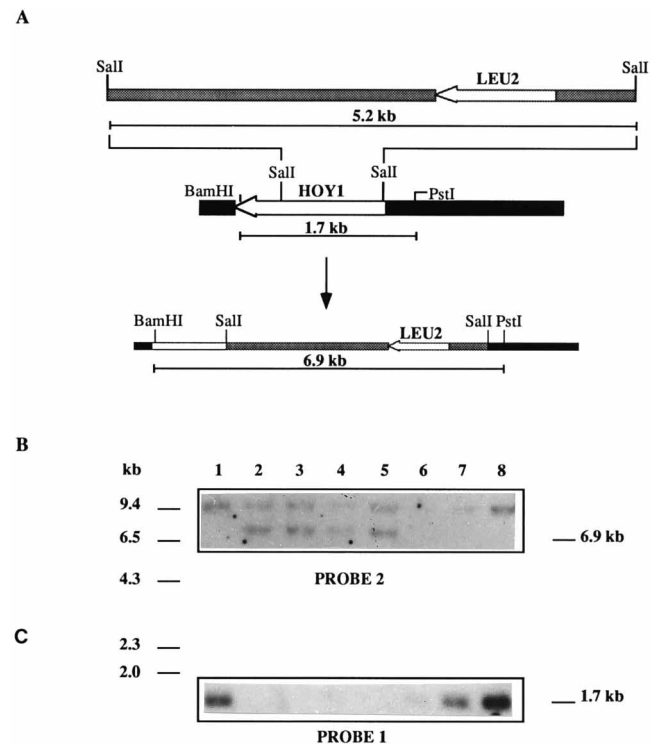 A
SalI SalI
LEU2
5.2 kb
SalI SalI
BamHI HOY1 PstI
1.7 kb
BamHI SalI LEU2 SalI PstI
6.9 kb
B
kb 1 2 3 4 5 6 7 8
9.4
6.5 6.9 kb
4.3 PROBE 2
C
2.3
2.0
1.7 kb
PROBE 1